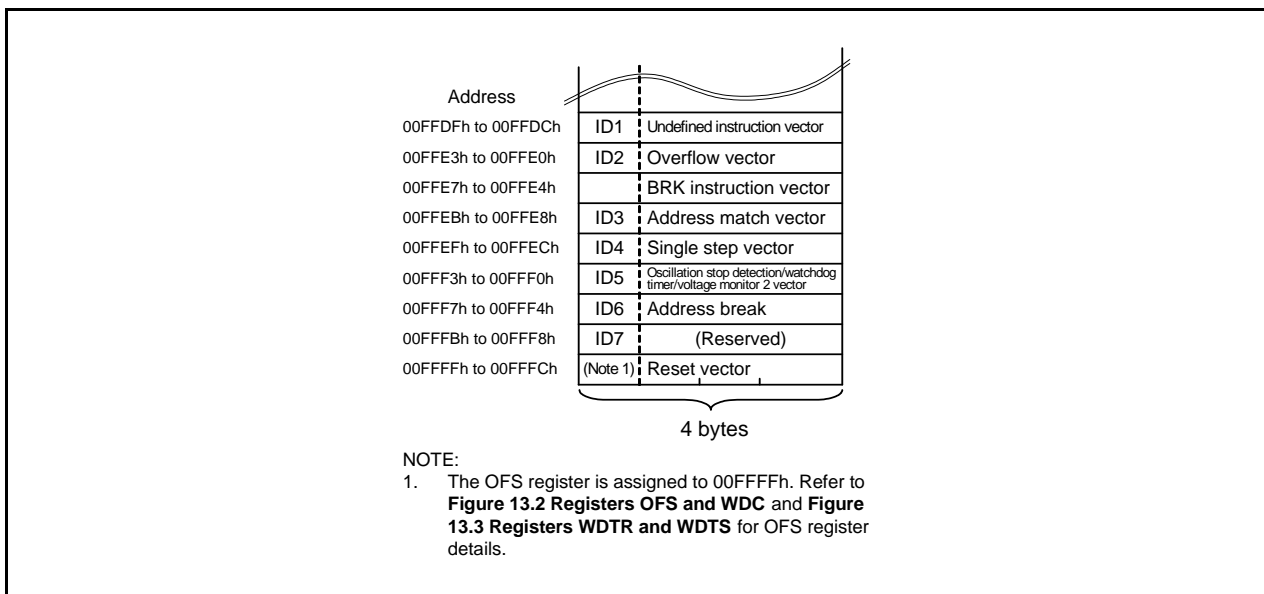 Address
00FFDFh to 00FFDCh ID1 Undefined instruction vector
00FFE3h to 00FFE0h ID2 Overflow vector
00FFE7h to 00FFE4h BRK instruction vector
00FFEBh to 00FFE8h ID3 Address match vector
00FFEFh to 00FFECh ID4 Single step vector
00FFF3h to 00FFF0h ID5 Oscillation stop detection/watchdog
timer/voltage monitor 2 vector
00FFF7h to 00FFF4h ID6 Address break
00FFFBh to 00FFF8h ID7 (Reserved)
00FFFFh to 00FFFCh (Note 1) Reset vector
4 bytes
NOTE:
1. The OFS register is assigned to 00FFFFh. Refer to
Figure 13.2 Registers OFS and WDC and Figure
13.3 Registers WDTR and WDTS for OFS register
details.